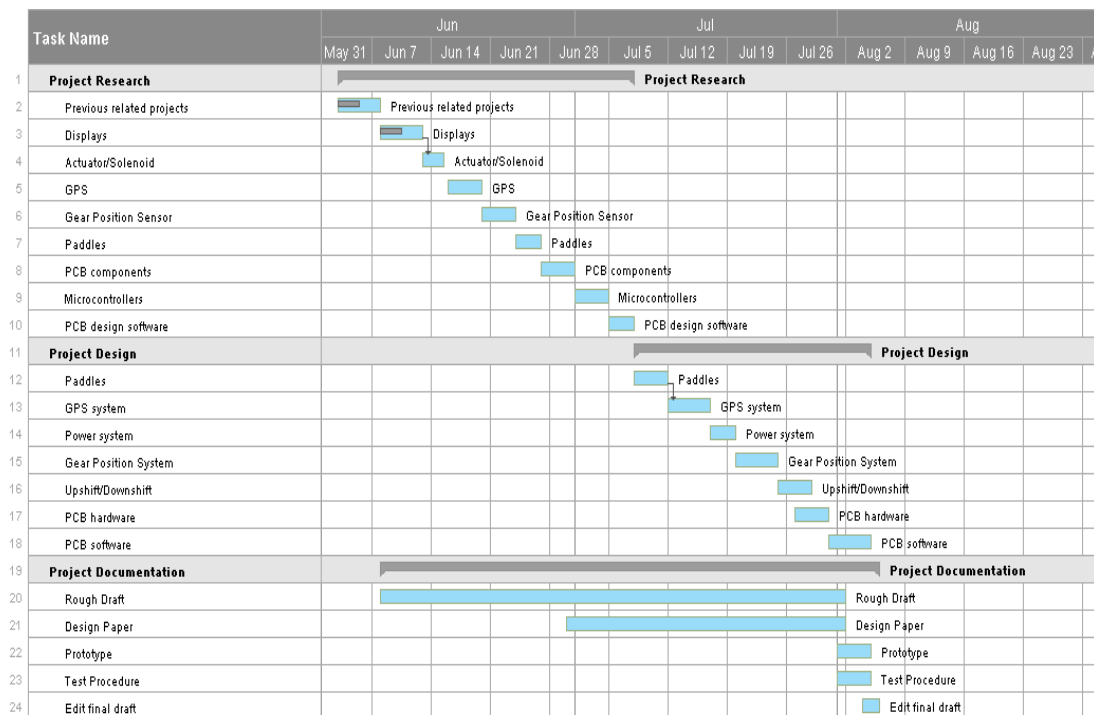 Task Name
Jun Jul Aug
May 31 Jun 7 Jun 14 Jun 21 Jun 28 Jul 5 Jul 12 Jul 19 Jul 26 Aug 2 Aug 9 Aug 16 Aug 23
1 Project Research Project Research
2 Previous related projects Previous related projects
3 Displays Displays
4 Actuator/Solenoid Actuator/Solenoid
5 GPS GPS
6 Gear Position Sensor Gear Position Sensor
7 Paddles Paddles
8 PCB components PCB components
9 Microcontrollers Microcontrollers
10 PCB design software PCB design software
11 Project Design Project Design
12 Paddles Paddles
13 GPS system GPS system
14 Power system Power system
15 Gear Position System Gear Position System
16 Upshift/Downshift Upshift/Downshift
17 PCB hardware PCB hardware
18 PCB software PCB software
19 Project Documentation Project Documentation
20 Rough Draft Rough Draft
21 Design Paper Design Paper
22 Prototype Prototype
23 Test Procedure Test Procedure
24 Edit final draft Edit final draft